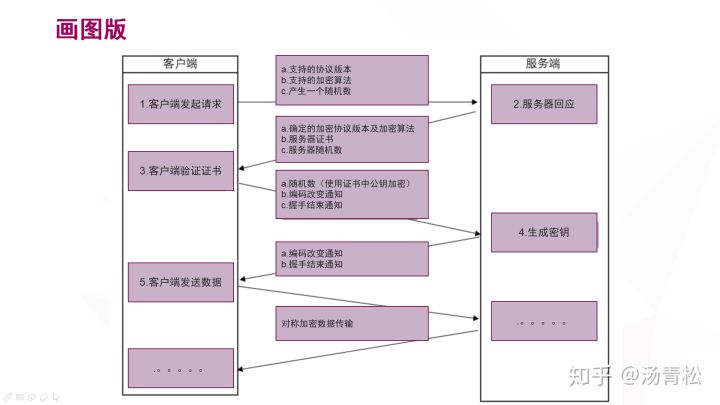 画图版
客户端
服务端
a.支持的协议版本
b.支持的加密算法
c.产生一个随机数
1.客户端发起请求
2.服务器回应
a.确定的加密协议版本及加密算法
b.服务器证书
c.服务器随机数
3.客户端验证证书
a.随机数（使用证书中公钥加密）
b.编码改变通知
c.握手结束通知
4.生成密钥
a.编码改变通知
b.握手结束通知
5.客户端发送数据
对称加密数据传输
.。。。。。
.。。。。。
知乎 @汤青松